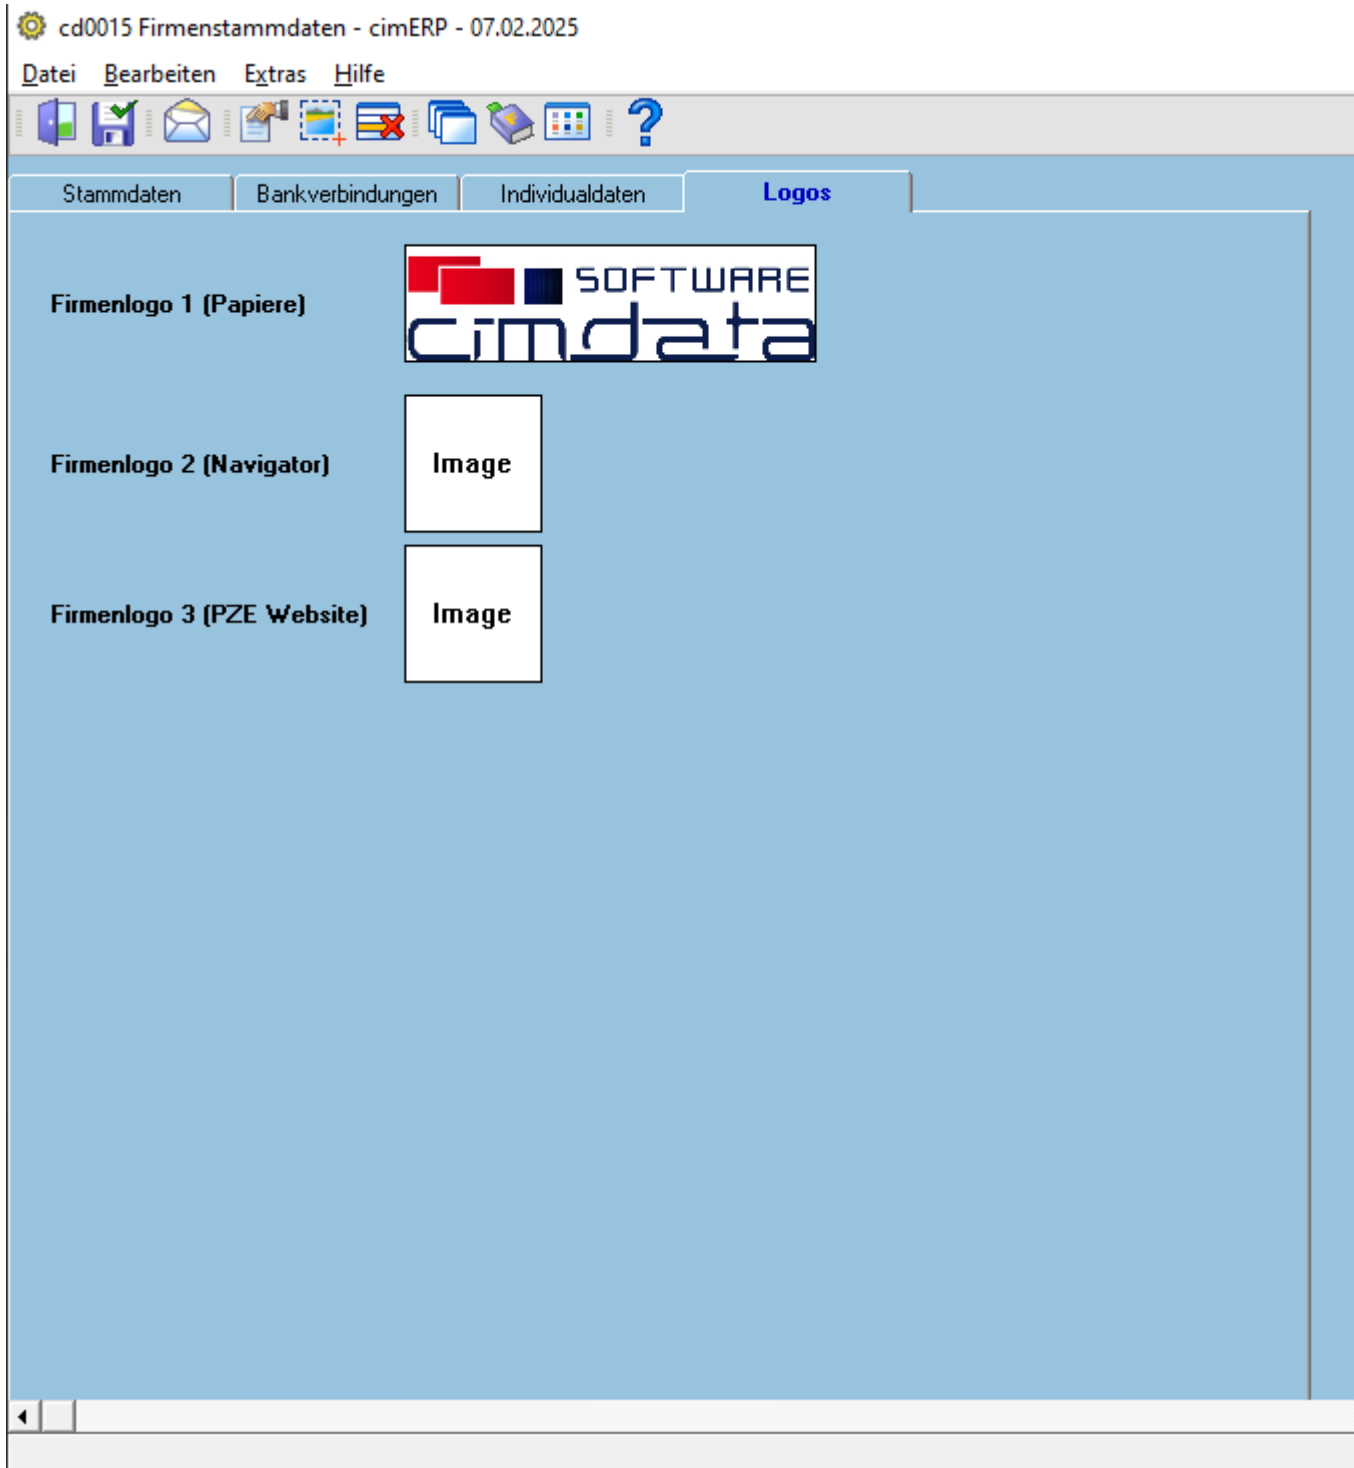 cd0015 Firmenstammdaten - cimERP - 07.02.2025
Datei Bearbeiten Extras Hilfe
Stammdaten Bankverbindungen Individualdaten Logos
Firmenlogo 1 (Papiere)
SOFTWARE
cimdata
Firmenlogo 2 (Navigator)
Image
Firmenlogo 3 (PZE Website)
Image